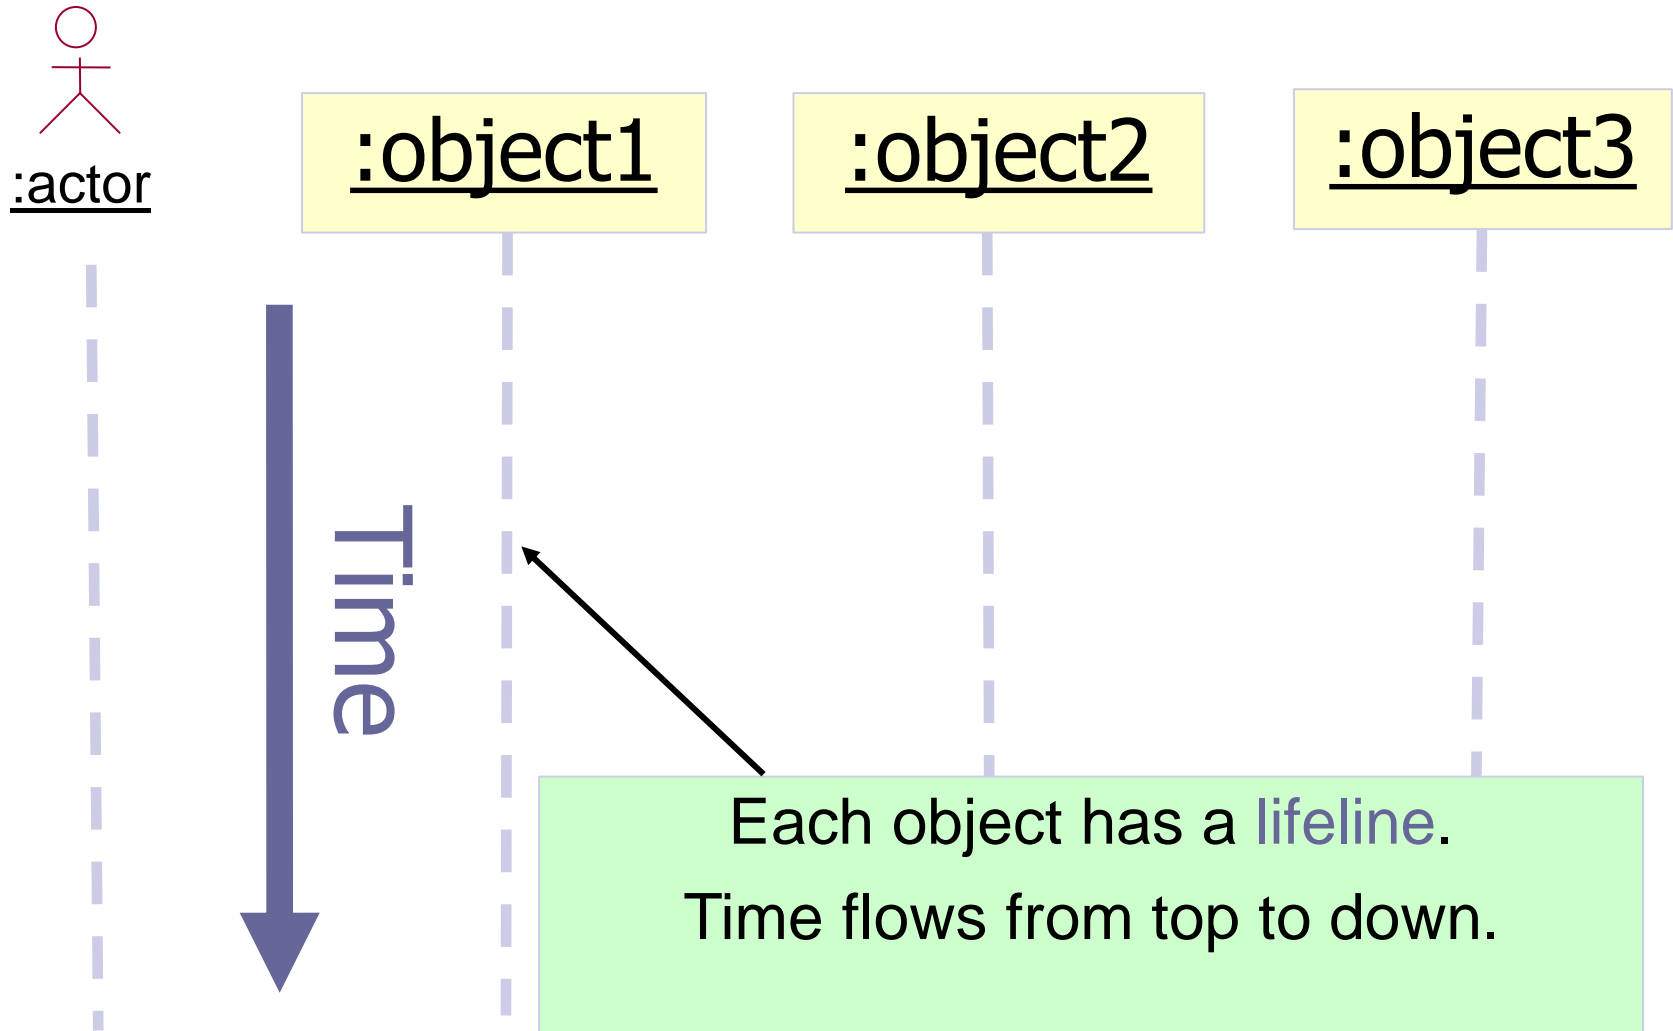 :actor
:object1
:object2
:object3
Time
Each object has a lifeline.
Time flows from top to down.